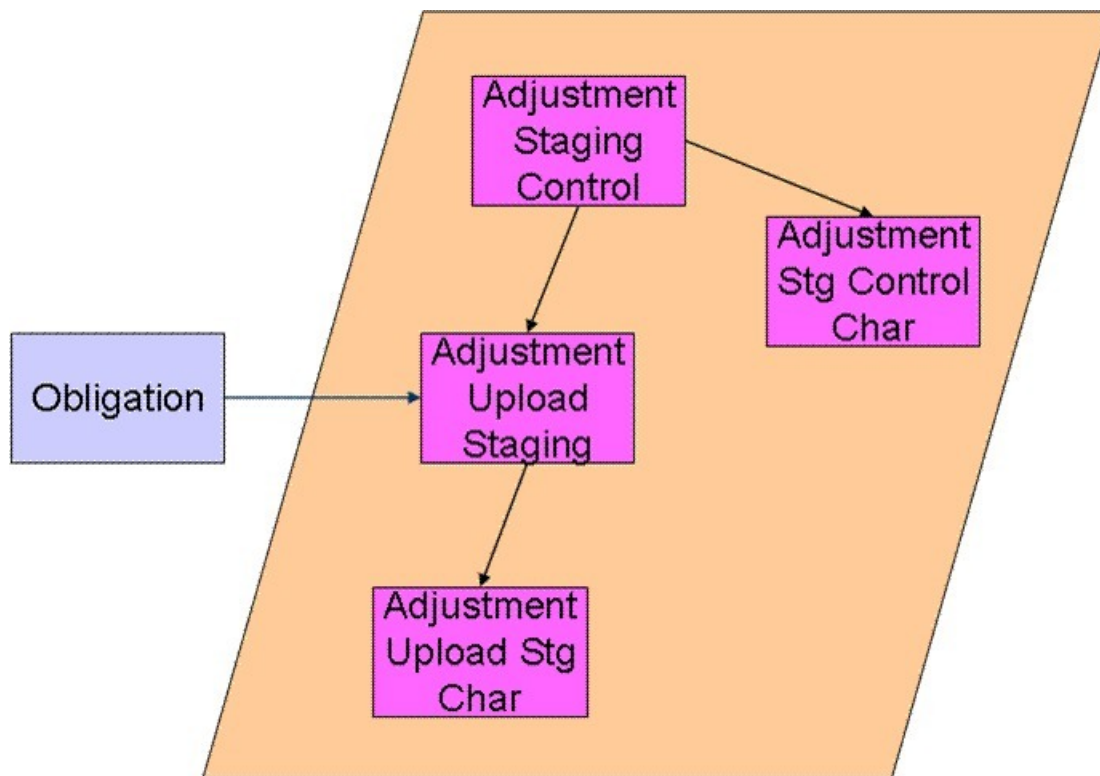 Adjustment
Staging
Control
Adjustment
Stg Control
Char
Obligation
Adjustment
Upload
Staging
Adjustment
Upload Stg
Char